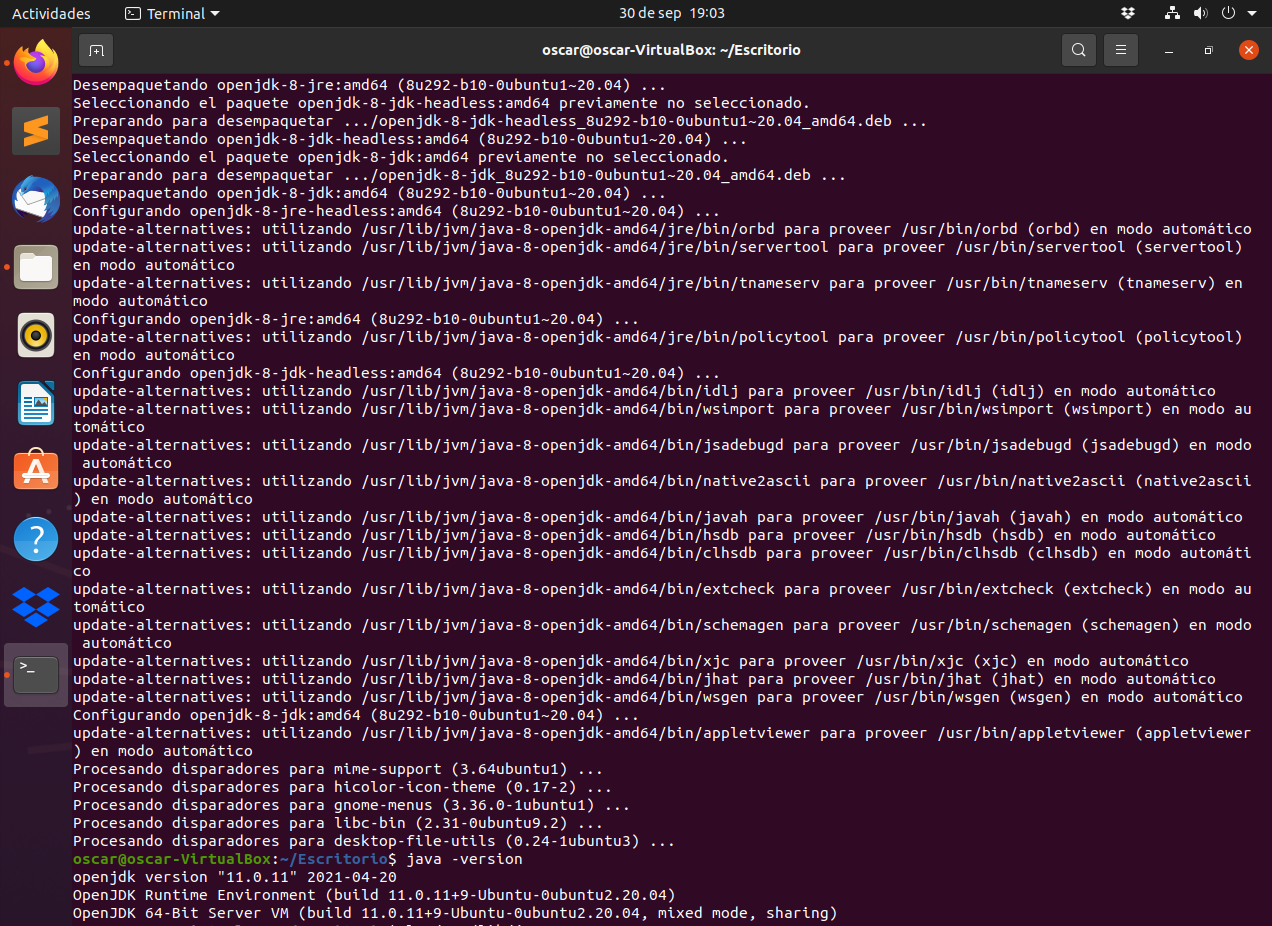 Actividades
Terminal
30 de sep 19:03
oscar@oscar-VirtualBox: ~/Escritorio
Desempaquetando openjdk-8-jre:amd64 (8u292-b10-0ubuntu1~20.04) ...
Seleccionando el paquete openjdk-8-jdk-headless:amd64 previamente no seleccionado.
Preparando para desempaquetar .../openjdk-8-jdk-headless_8u292-b10-0ubuntu1~20.04_amd64.deb ...
Desempaquetando openjdk-8-jdk-headless:amd64 (8u292-b10-0ubuntu1~20.04) ...
Seleccionando el paquete openjdk-8-jdk:amd64 previamente no seleccionado.
Preparando para desempaquetar .../openjdk-8-jdk_8u292-b10-0ubuntu1~20.04_amd64.deb ...
Desempaquetando openjdk-8-jdk:amd64 (8u292-b10-0ubuntu1~20.04) ...
Configurando openjdk-8-jre-headless:amd64 (8u292-b10-0ubuntu1~20.04) ...
update-alternatives: utilizando /usr/lib/jvm/java-8-openjdk-amd64/jre/bin/orbd para proveer /usr/bin/orbd (orbd) en modo automático
update-alternatives: utilizando /usr/lib/jvm/java-8-openjdk-amd64/jre/bin/servertool para proveer /usr/bin/servertool (servertool)
en modo automático
update-alternatives: utilizando /usr/lib/jvm/java-8-openjdk-amd64/jre/bin/tnameserv para proveer /usr/bin/tnameserv (tnameserv) en
modo automático
Configurando openjdk-8-jre:amd64 (8u292-b10-0ubuntu1~20.04) ...
update-alternatives: utilizando /usr/lib/jvm/java-8-openjdk-amd64/jre/bin/policytool para proveer /usr/bin/policytool (policytool)
en modo automático
Configurando openjdk-8-jdk-headless:amd64 (8u292-b10-0ubuntu1~20.04) ...
update-alternatives: utilizando /usr/lib/jvm/java-8-openjdk-amd64/bin/idlj para proveer /usr/bin/idlj (idlj) en modo automático
update-alternatives: utilizando /usr/lib/jvm/java-8-openjdk-amd64/bin/wsimport para proveer /usr/bin/wsimport (wsimport) en modo au
tomático
update-alternatives: utilizando /usr/lib/jvm/java-8-openjdk-amd64/bin/jsadebugd para proveer /usr/bin/jsadebugd (jsadebugd) en modo
 automático
update-alternatives: utilizando /usr/lib/jvm/java-8-openjdk-amd64/bin/native2ascii para proveer /usr/bin/native2ascii (native2ascii
) en modo automático
update-alternatives: utilizando /usr/lib/jvm/java-8-openjdk-amd64/bin/javah para proveer /usr/bin/javah (javah) en modo automático
update-alternatives: utilizando /usr/lib/jvm/java-8-openjdk-amd64/bin/hsdb para proveer /usr/bin/hsdb (hsdb) en modo automático
update-alternatives: utilizando /usr/lib/jvm/java-8-openjdk-amd64/bin/clhsdb para proveer /usr/bin/clhsdb (clhsdb) en modo automáti
co
update-alternatives: utilizando /usr/lib/jvm/java-8-openjdk-amd64/bin/extcheck para proveer /usr/bin/extcheck (extcheck) en modo au
tomático
update-alternatives: utilizando /usr/lib/jvm/java-8-openjdk-amd64/bin/schemagen para proveer /usr/bin/schemagen (schemagen) en modo
 automático
update-alternatives: utilizando /usr/lib/jvm/java-8-openjdk-amd64/bin/xjc para proveer /usr/bin/xjc (xjc) en modo automático
update-alternatives: utilizando /usr/lib/jvm/java-8-openjdk-amd64/bin/jhat para proveer /usr/bin/jhat (jhat) en modo automático
update-alternatives: utilizando /usr/lib/jvm/java-8-openjdk-amd64/bin/wsgen para proveer /usr/bin/wsgen (wsgen) en modo automático
Configurando openjdk-8-jdk:amd64 (8u292-b10-0ubuntu1~20.04) ...
update-alternatives: utilizando /usr/lib/jvm/java-8-openjdk-amd64/bin/appletviewer para proveer /usr/bin/appletviewer (appletviewer
) en modo automático
Procesando disparadores para mime-support (3.64ubuntu1) ...
Procesando disparadores para hicolor-icon-theme (0.17-2) ...
Procesando disparadores para gnome-menus (3.36.0-1ubuntu1) ...
Procesando disparadores para libc-bin (2.31-0ubuntu9.2) ...
Procesando disparadores para desktop-file-utils (0.24-1ubuntu3) ...
oscar@oscar-VirtualBox:~/Escritorio$ java -version
openjdk version "11.0.11" 2021-04-20
OpenJDK Runtime Environment (build 11.0.11+9-Ubuntu-0ubuntu2.20.04)
OpenJDK 64-Bit Server VM (build 11.0.11+9-Ubuntu-0ubuntu2.20.04, mixed mode, sharing)